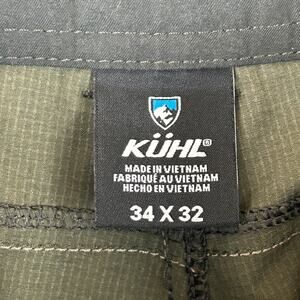 KÜHL®
MADE IN VIETNAM
FABRIQUÉ AU VIETNAM
HECHO EN VIETNAM
34 X 32